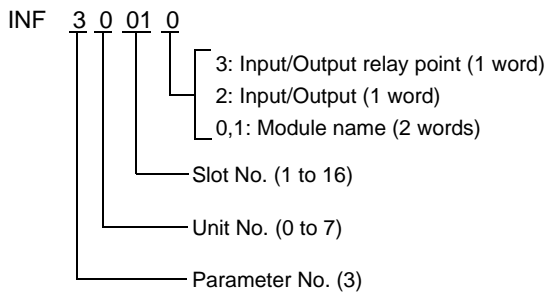 INF 3 0 01 0
3: Input/Output relay point (1 word)
2: Input/Output (1 word)
0,1: Module name (2 words)
Slot No. (1 to 16)
Unit No. (0 to 7)
Parameter No. (3)